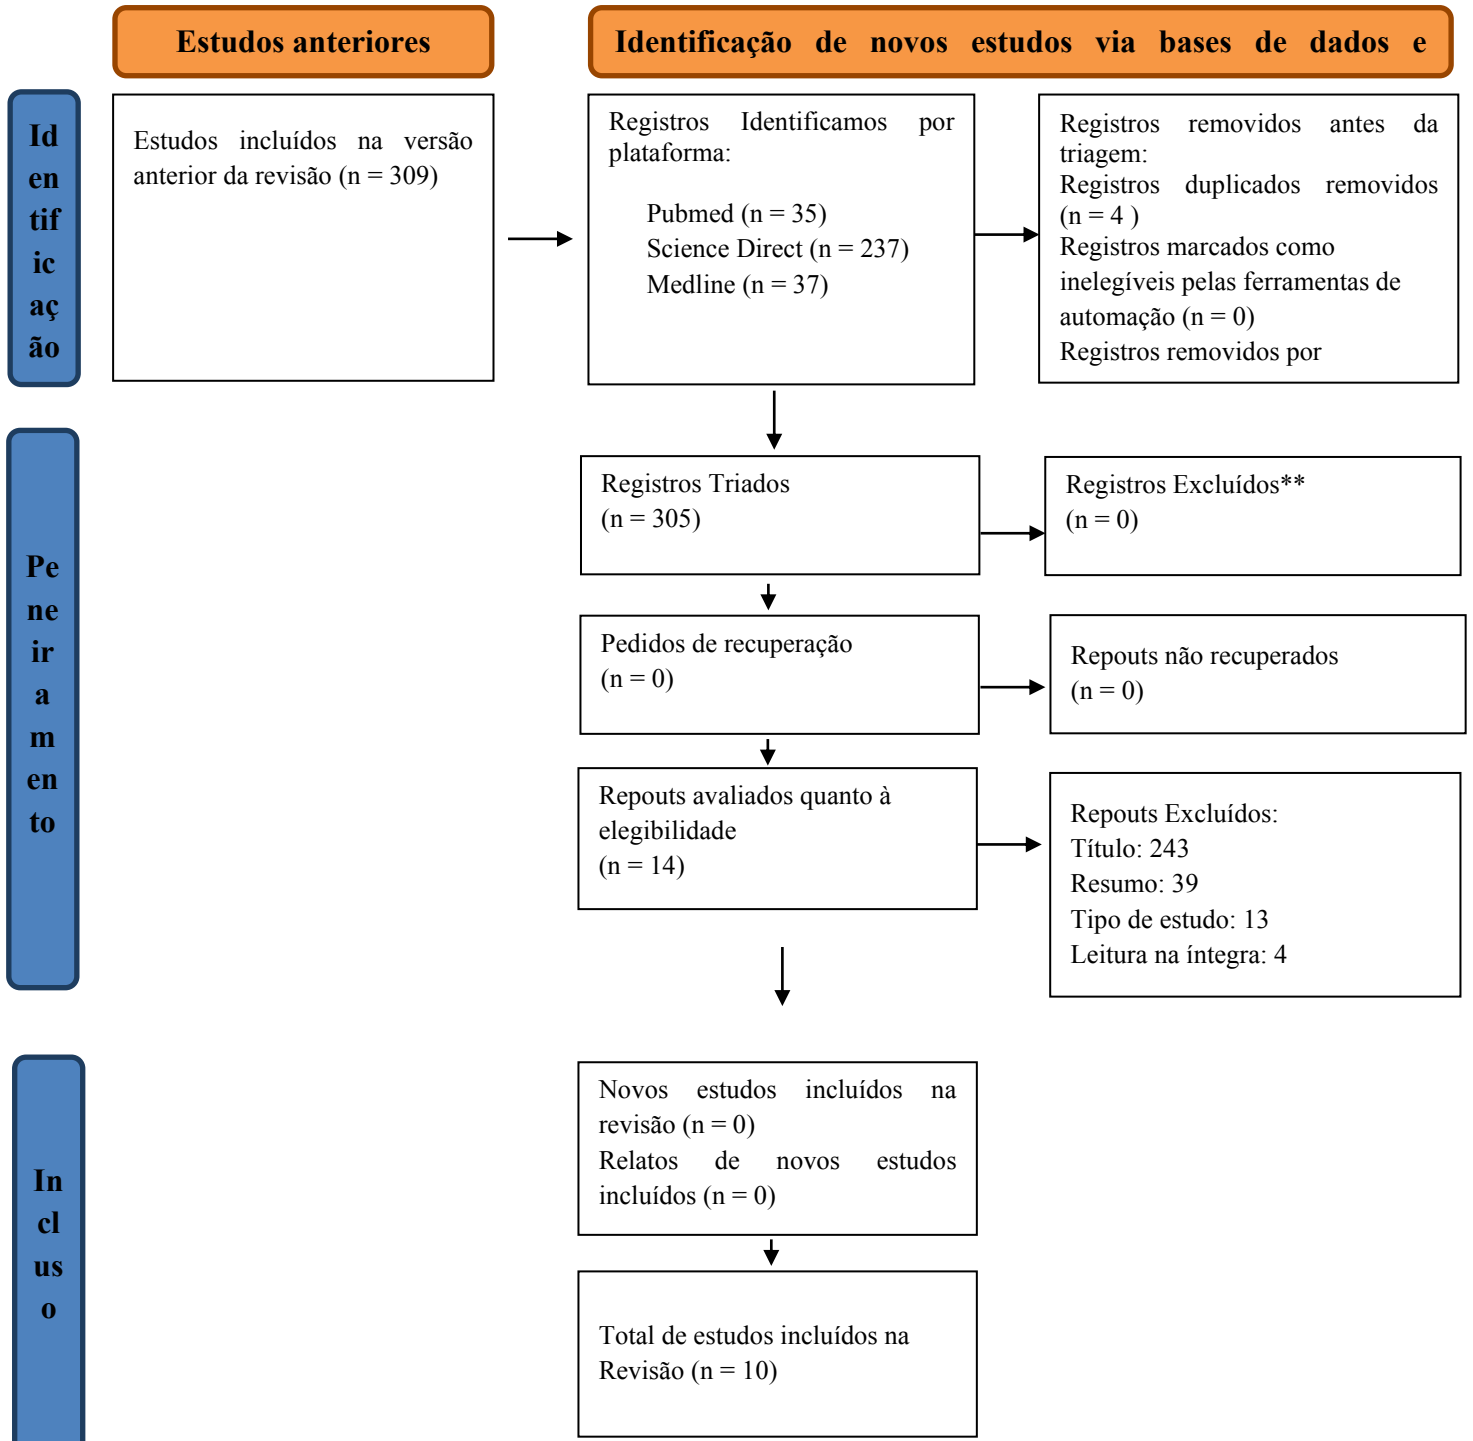 Estudos anteriores
Identificação de novos estudos via bases de dados e
Id
en
tif
ic
aç
ão
Estudos incluídos na versão
anterior da revisão (n = 309)
Registros Identificamos por
plataforma:
Pubmed (n = 35)
Science Direct (n = 237)
Medline (n = 37)
Registros removidos antes da
triagem:
Registros duplicados removidos
(n = 4 )
Registros marcados como
inelegíveis pelas ferramentas de
automação (n = 0)
Registros removidos por
Pe
ne
ir
a
m
en
to
Registros Triados
(n = 305)
Registros Excluídos**
(n = 0)
Pedidos de recuperação
(n = 0)
Repouts não recuperados
(n = 0)
Repouts avaliados quanto à
elegibilidade
(n = 14)
Repouts Excluídos:
Título: 243
Resumo: 39
Tipo de estudo: 13
Leitura na íntegra: 4
In
cl
us
o
Novos estudos incluídos na
revisão (n = 0)
Relatos de novos estudos
incluídos (n = 0)
Total de estudos incluídos na
Revisão (n = 10)